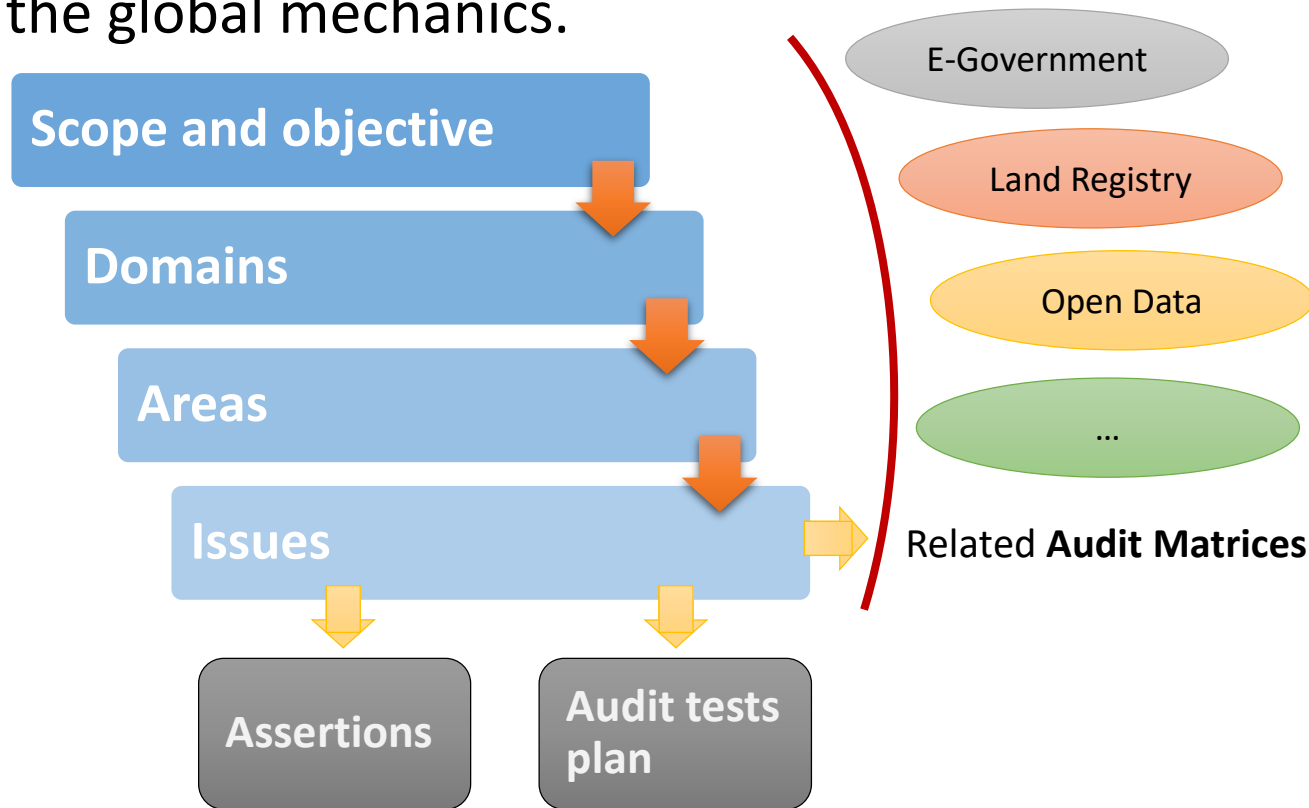 the global mechanics.
Scope and objective
Domains
Areas
Issues
Assertions
Audit tests
plan
E-Government
Land Registry
Open Data
...
Related Audit Matrices